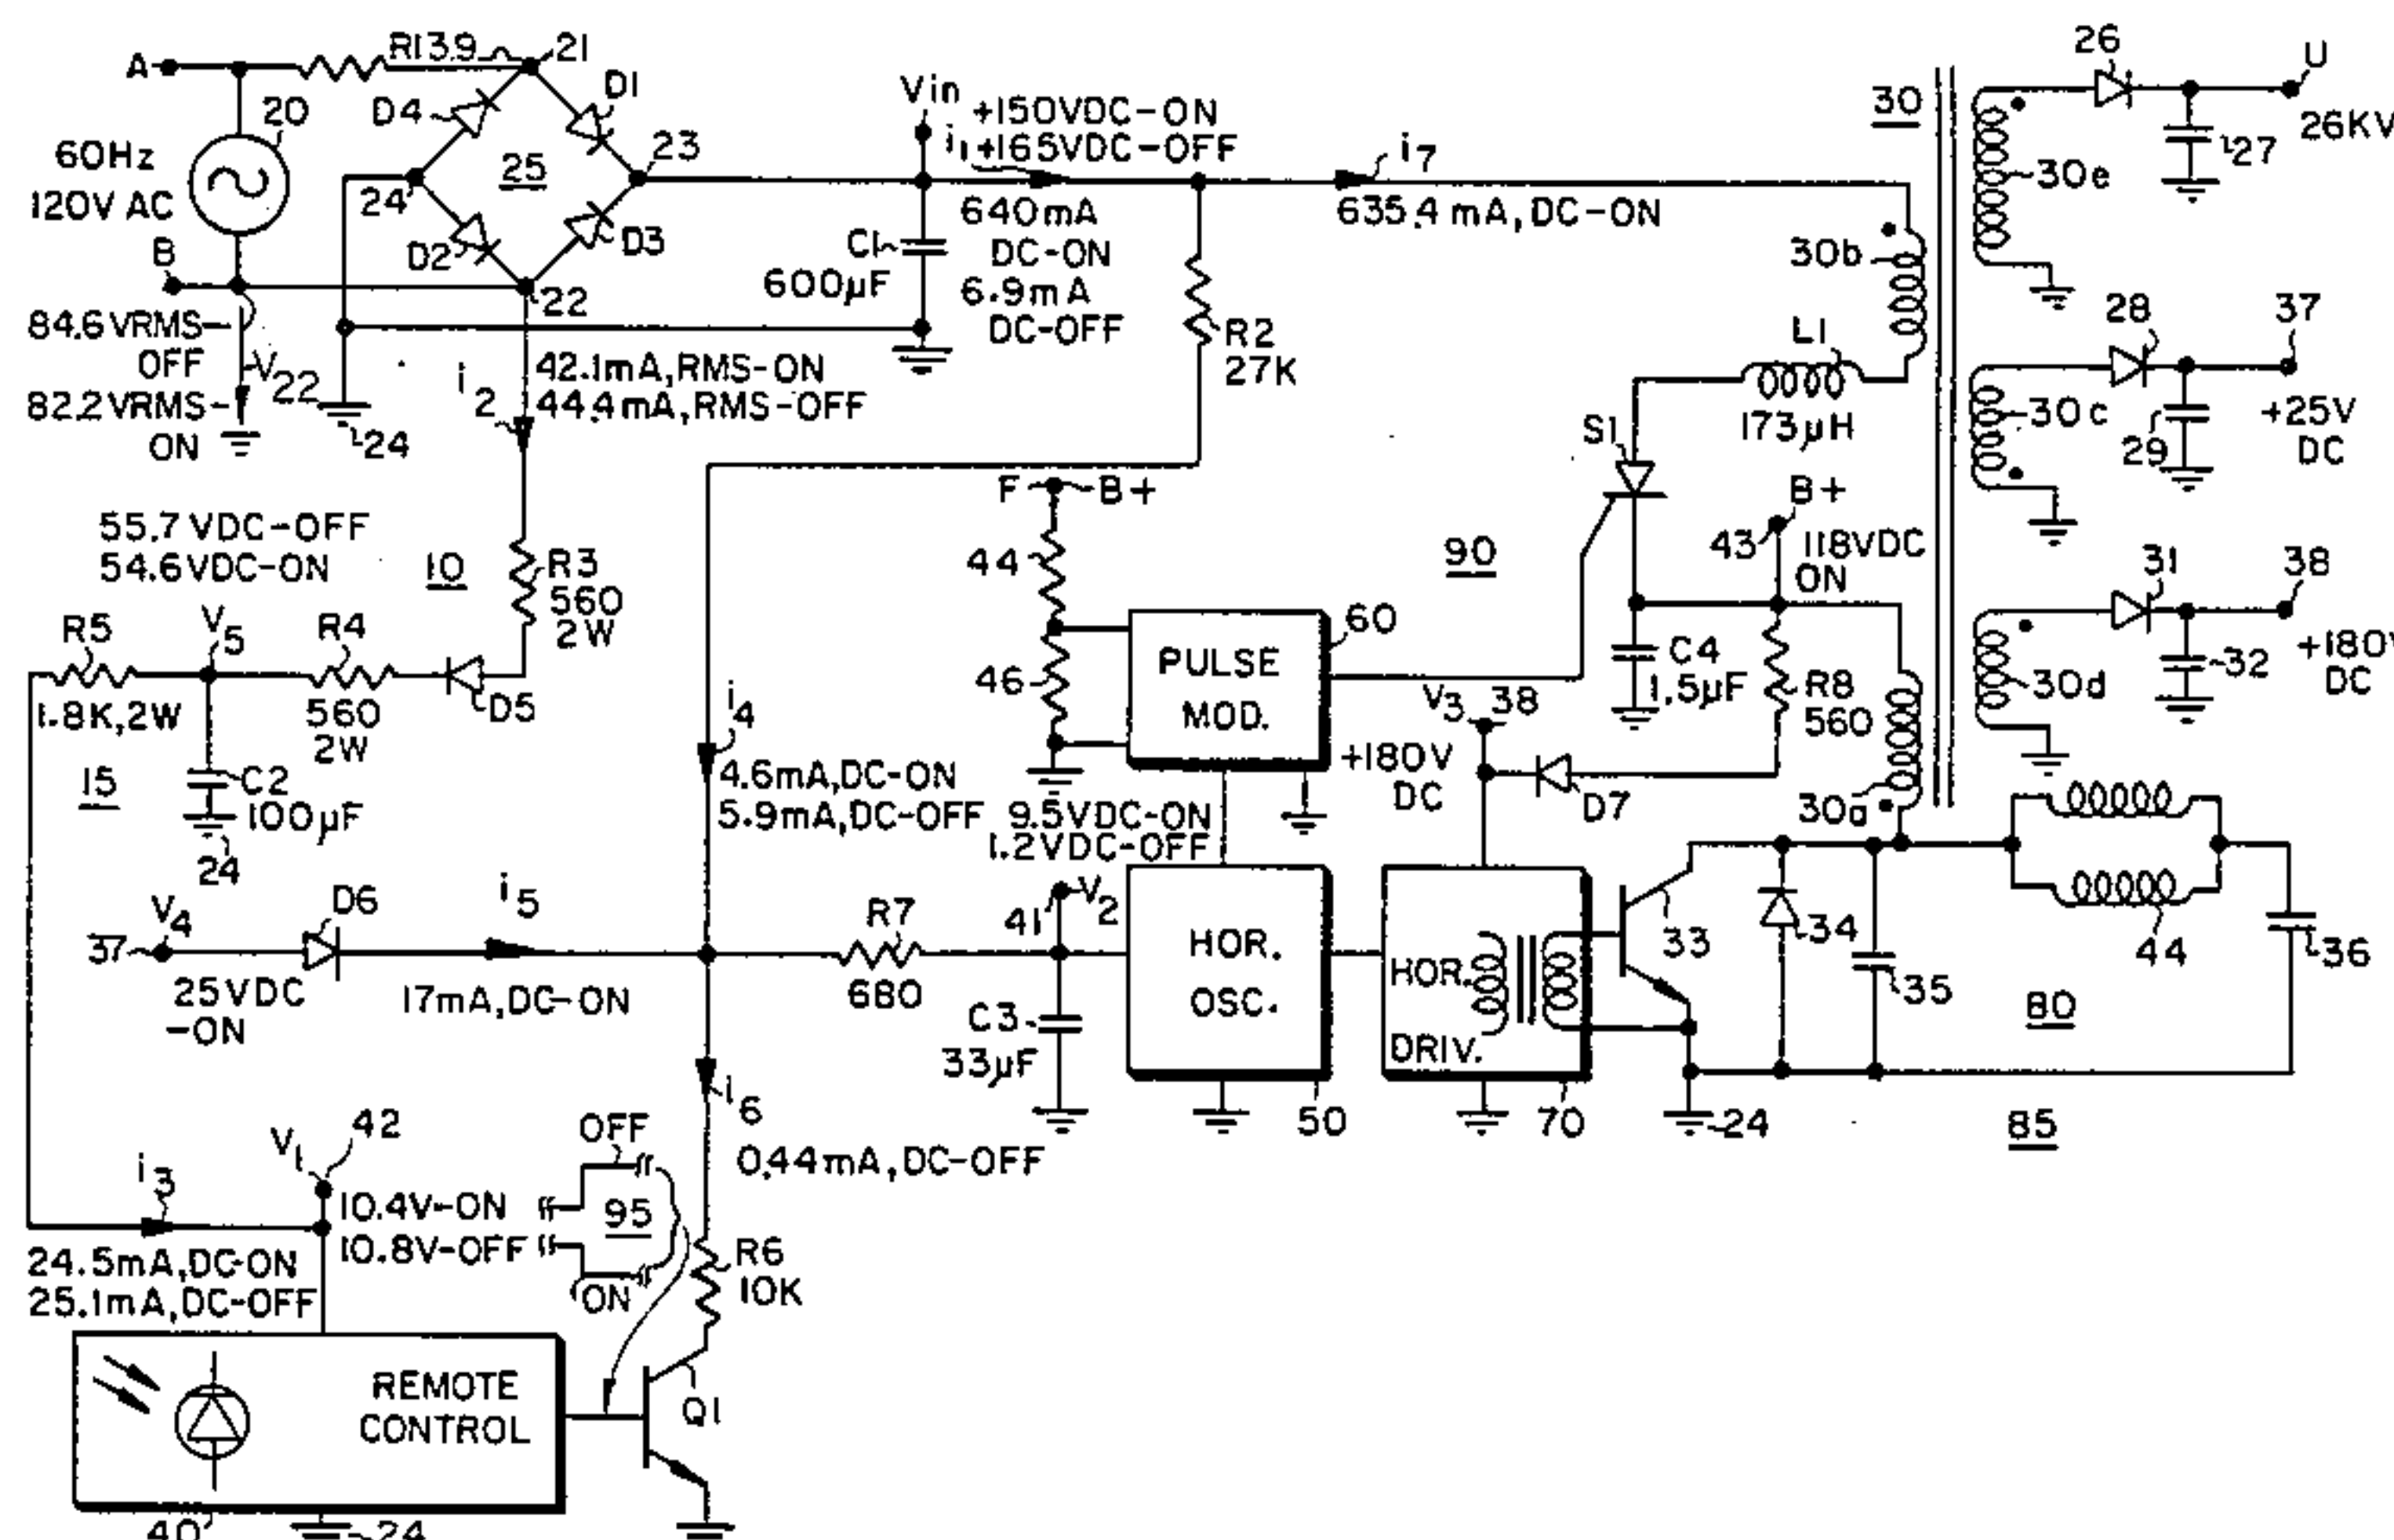 A
R1 3.9
21
20
60Hz
120V AC
B
D4
D1
25
24
23
D2
D3
22
84.6VRMS-
OFF
V22
82.2VRMS-
ON
24
Vin
+150VDC-ON
i1 +165VDC-OFF
640mA
DC-ON
6.9mA
DC-OFF
C1
600µF
i7
635.4 mA, DC-ON
R2
27K
i2
42.1mA,RMS-ON
44.4mA,RMS-OFF
30
30b
L1
173µH
S1
26
U
26KV
27
30e
28
37
30c
29
+25V
DC
31
38
30d
32
+180V
DC
55.7 VDC-OFF
54.6VDC-ON
10
R3
560
2W
R5
1.8K,2W
V5
R4
560
2W
D5
15
C2
100µF
24
F
B+
44
46
90
PULSE
MOD.
60
B+
43
118VDC
ON
C4
1.5µF
R8
560
V3
38
+180V
DC
D7
30a
i4
4.6mA,DC-ON
5.9mA,DC-OFF
9.5VDC-ON
1.2VDC-OFF
V4
37
25VDC
-ON
D6
i5
17mA,DC-ON
R7
680
41
V2
C3
33µF
HOR.
OSC.
50
HOR.
DRIV.
70
33
34
35
44
36
80
24
85
i6
0.44mA,DC-OFF
V1
42
i3
24.5mA,DC-ON
25.1mA,DC-OFF
10.4V-ON
10.8V-OFF
OFF
95
ON
R6
10K
REMOTE
CONTROL
Q1
40
24